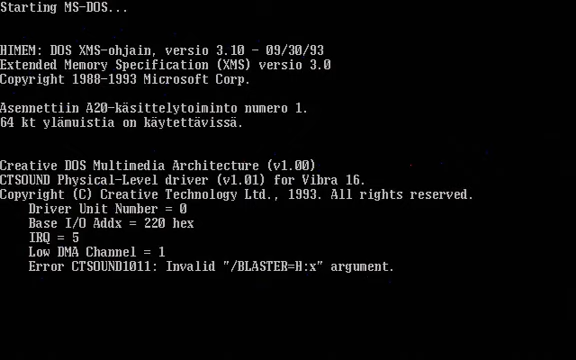 Starting MS-DOS...
HIMEM: DOS XMS-ohjain, versio 3.10 - 09/30/93
Extended Memory Specification (XMS) versio 3.0
Copyright 1988-1993 Microsoft Corp.
Asennettiin A20-käsittelytoiminto numero 1.
64 kt ylämuistia on käytettävissä.
Creative DOS Multimedia Architecture (v1.00)
CTSOUND Physical-Level driver (v1.01) for Vibra 16.
Copyright (C) Creative Technology Ltd., 1993. All rights reserved.
Driver Unit Number = 0
Base I/O Addx = 220 hex
IRQ = 5
Low DMA Channel = 1
Error CTSOUND1011: Invalid "/BLASTER=H:x" argument.